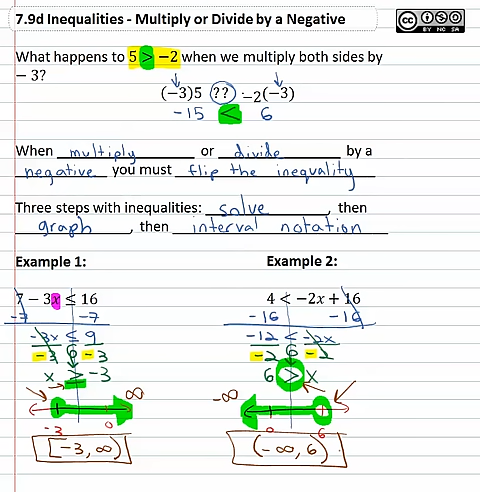 7.9d Inequalities - Multiply or Divide by a Negative
CC BY NC SA
What happens to 5 > −2 when we multiply both sides by
− 3?
(−3)5 ?? −2(−3)
-15 < 6
When multiply or divide by a
negative you must flip the inequality
Three steps with inequalities: solve, then
graph, then interval notation
Example 1: Example 2:
7 − 3x ≤ 16 4 < −2x + 16
-7 -7 -16 -16
-3x ≤ 9 -12 < -2x
-3 -3 -2 -2
x ≥ -3 6 > x
∞ -∞
-3 0 0 6
[-3, ∞) (-∞, 6)